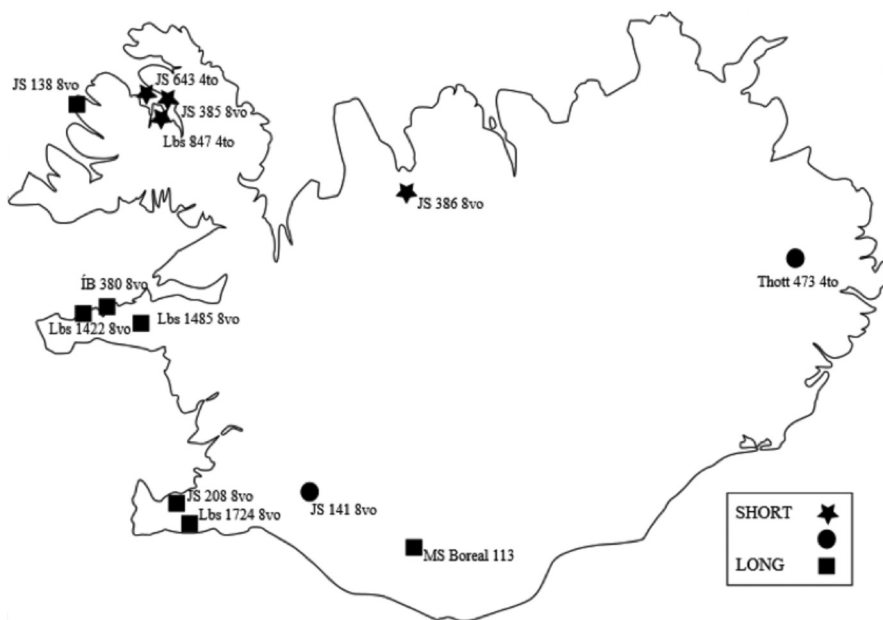 JS 643 4to
JS 138 8vo
JS 385 8vo
Lbs 847 4to
JS 386 8vo
Thott 473 4to
ÍB 380 8vo
Lbs 1485 8vo
Lbs 1422 8vo
JS 208 8vo
Lbs 1724 8vo
JS 141 8vo
MS Boreal 113
SHORT
LONG